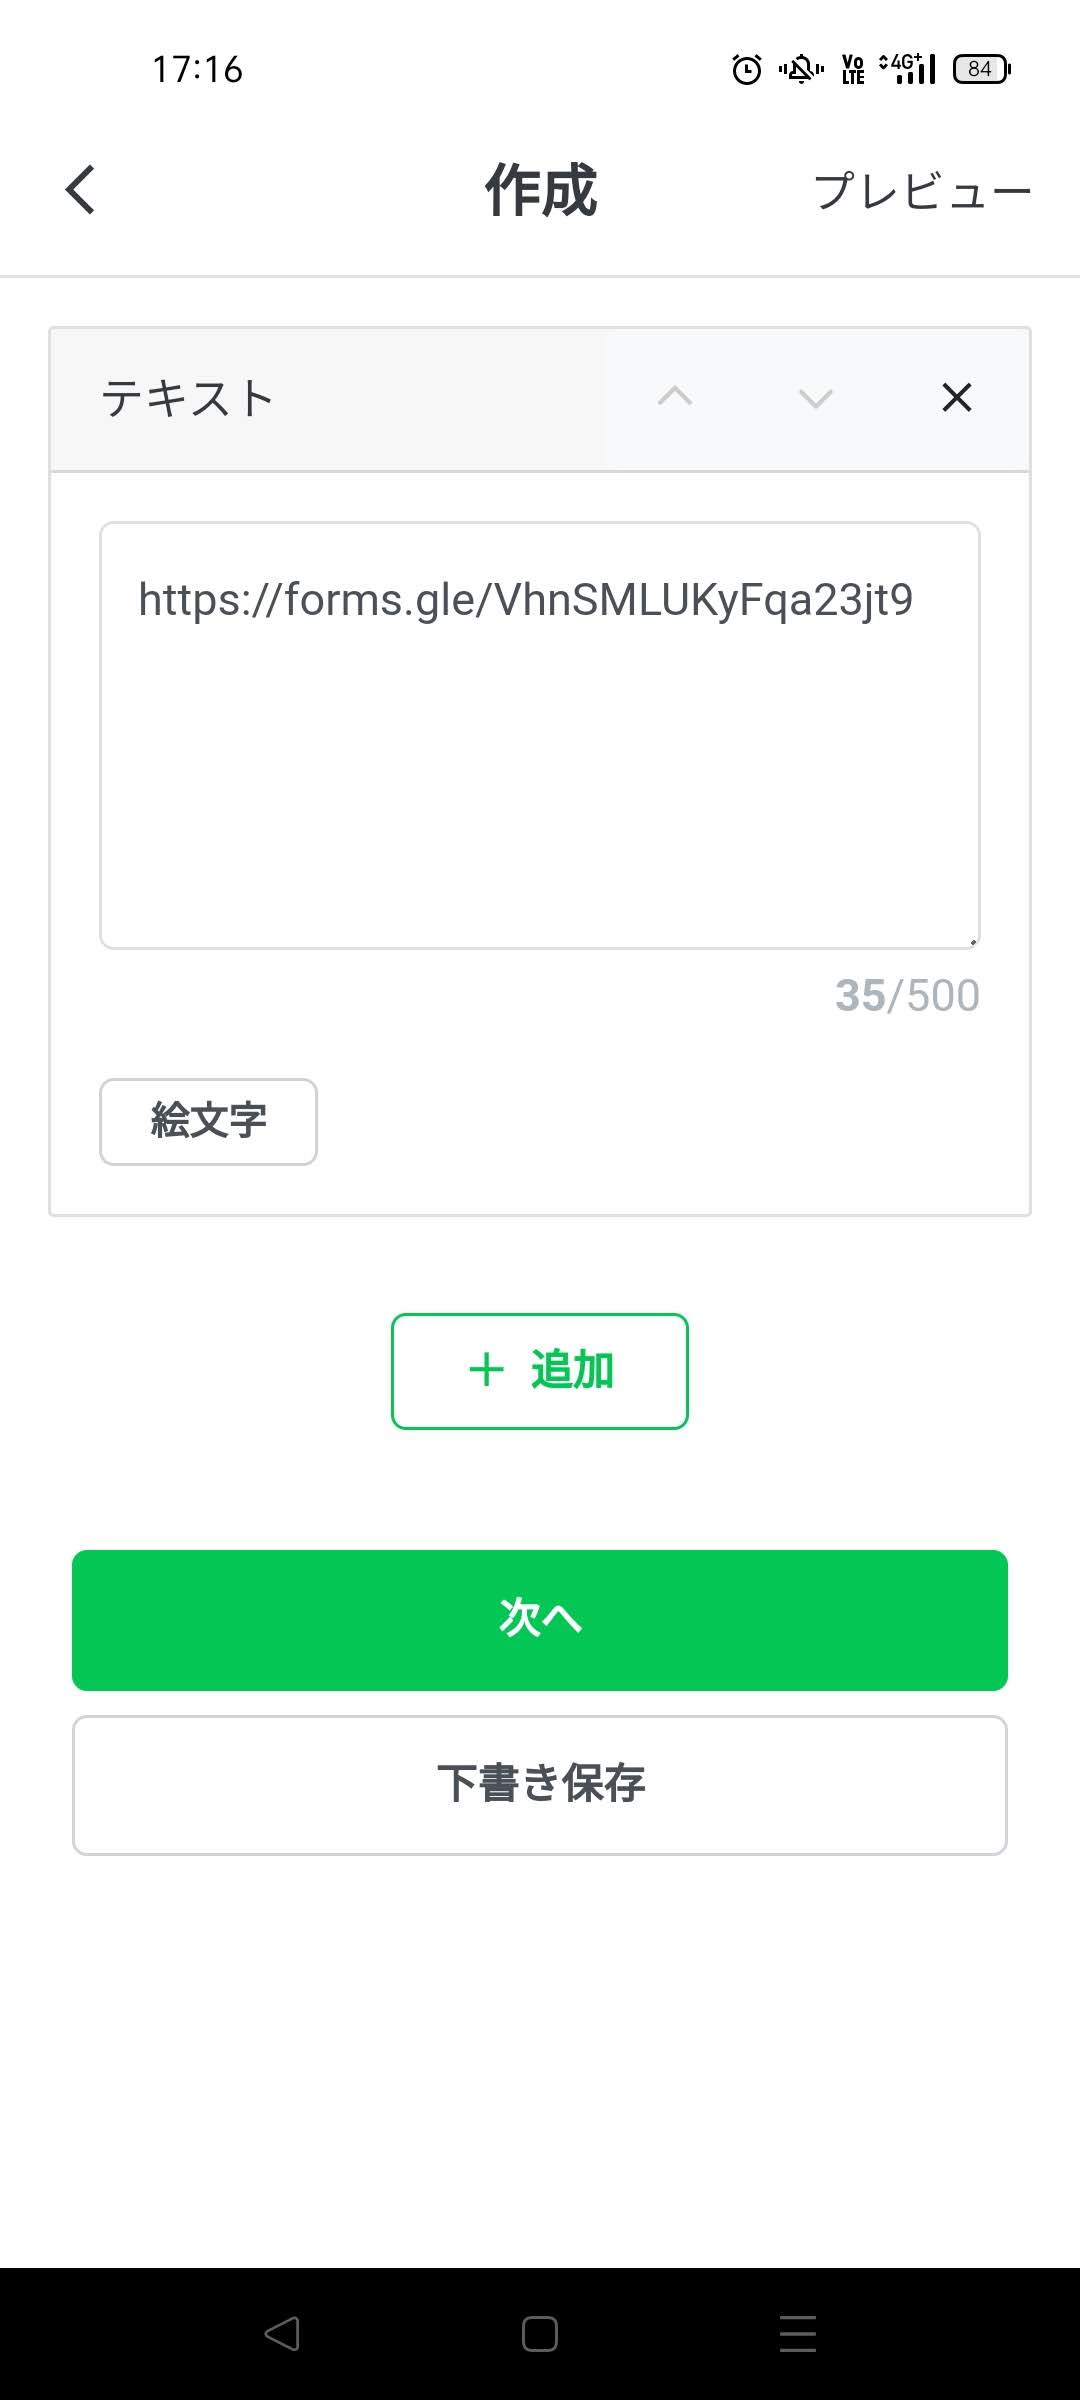 17:16
Vo LTE 4G+ 84
作成
プレビュー
テキスト
https://forms.gle/VhnSMLUKyFqa23jt9
35/500
絵文字
＋ 追加
次へ
下書き保存